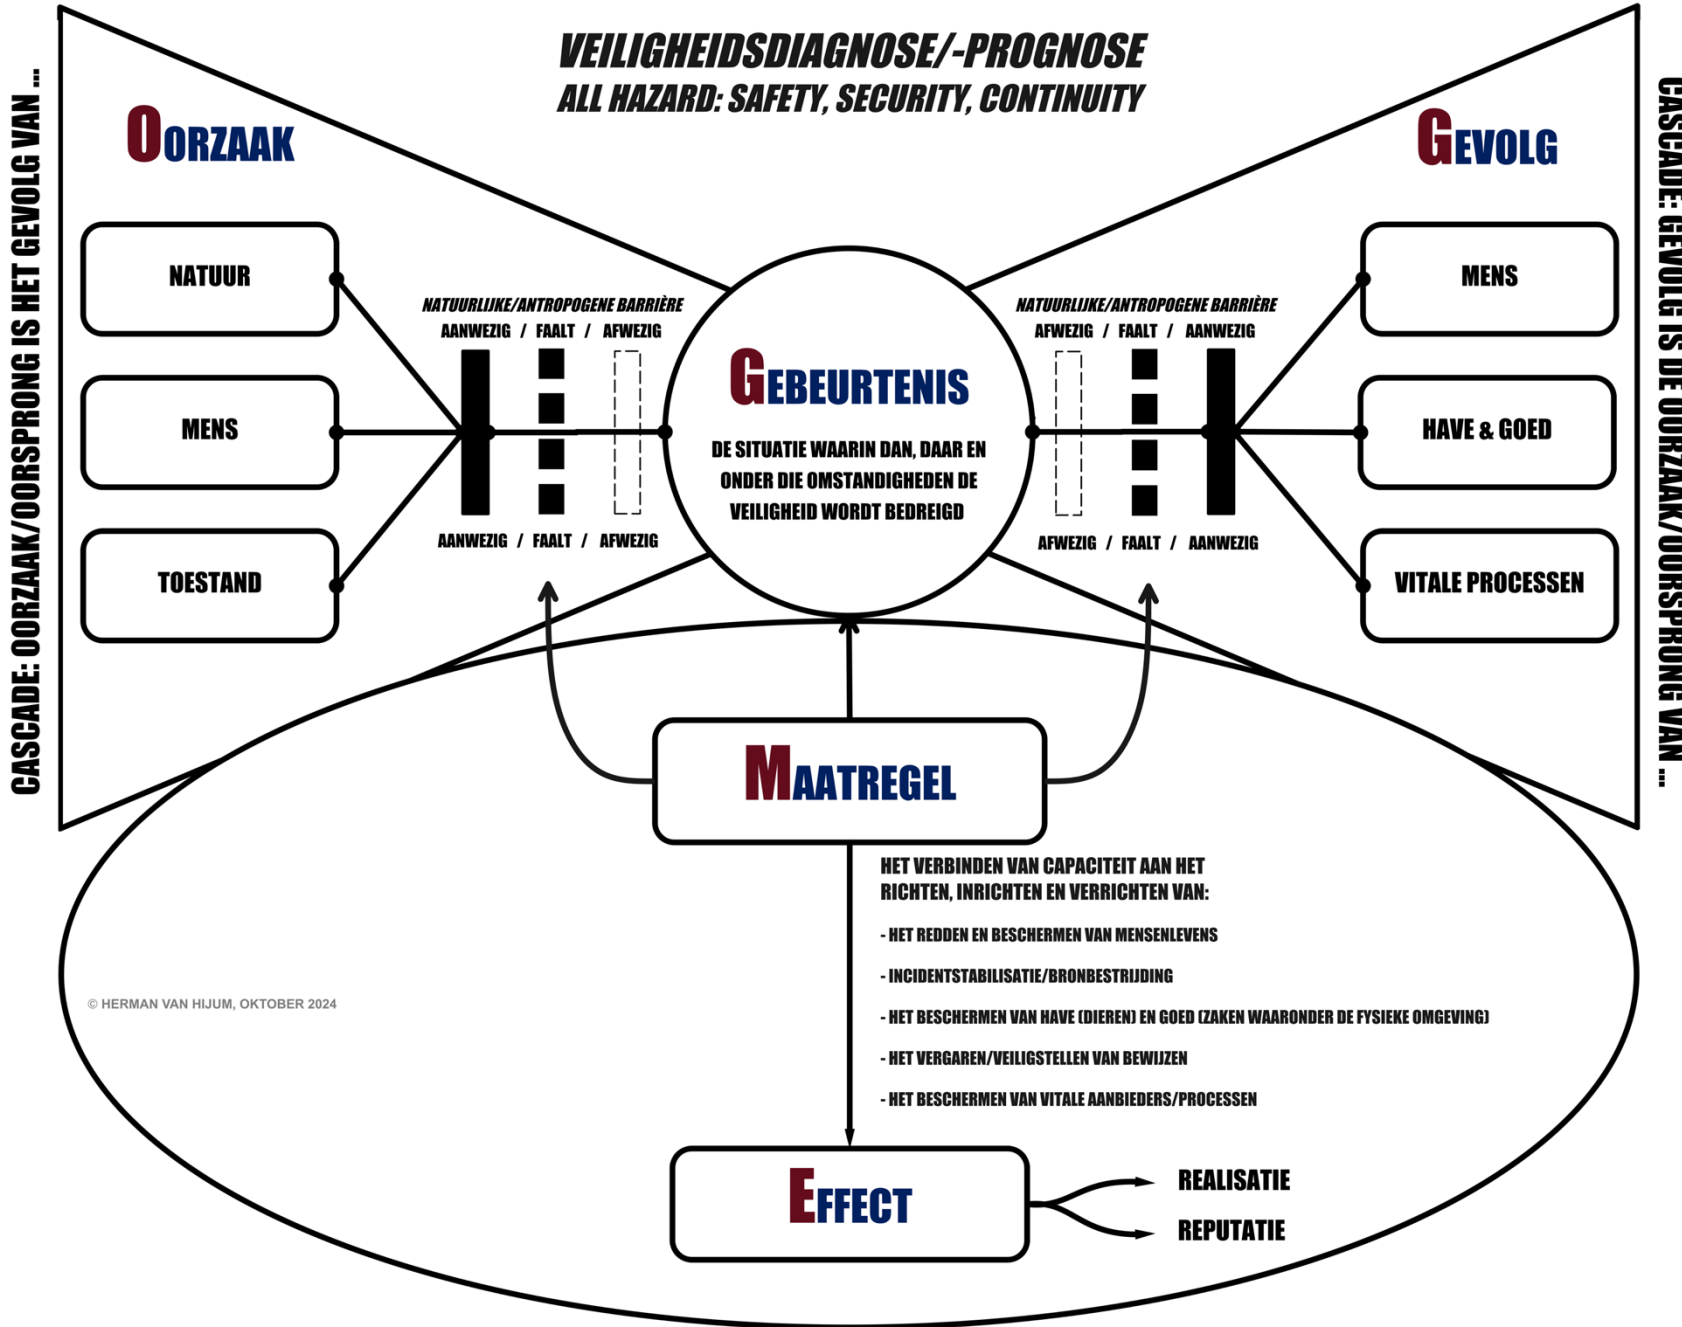 VEILIGHEIDSDIAGNOSE/-PROGNOSE
ALL HAZARD: SAFETY, SECURITY, CONTINUITY
CASCADE: OORZAAK/OORSPRONG IS HET GEVOLG VAN ...
OORZAAK
NATUUR
MENS
TOESTAND
NATUURLIJKE/ANTROPOGENE BARRIÈRE
AANWEZIG / FAALT / AFWEZIG
AANWEZIG / FAALT / AFWEZIG
GEBEURTENIS
DE SITUATIE WAARIN DAN, DAAR EN
ONDER DIE OMSTANDIGHEDEN DE
VEILIGHEID WORDT BEDREIGD
NATUURLIJKE/ANTROPOGENE BARRIÈRE
AFWEZIG / FAALT / AANWEZIG
AFWEZIG / FAALT / AANWEZIG
GEVOLG
MENS
HAVE & GOED
VITALE PROCESSEN
CASCADE: GEVOLG IS DE OORZAAK/OORSPRONG VAN ...
MAATREGEL
HET VERBINDEN VAN CAPACITEIT AAN HET
RICHTEN, INRICHTEN EN VERRICHTEN VAN:
- HET REDDEN EN BESCHERMEN VAN MENSENLEVENS
- INCIDENTSTABILISATIE/BRONBESTRIJDING
- HET BESCHERMEN VAN HAVE (DIEREN) EN GOED (ZAKEN WAARONDER DE FYSIEKE OMGEVING)
- HET VERGAREN/VEILIGSTELLEN VAN BEWIJZEN
- HET BESCHERMEN VAN VITALE AANBIEDERS/PROCESSEN
© HERMAN VAN HIJUM, OKTOBER 2024
EFFECT
REALISATIE
REPUTATIE